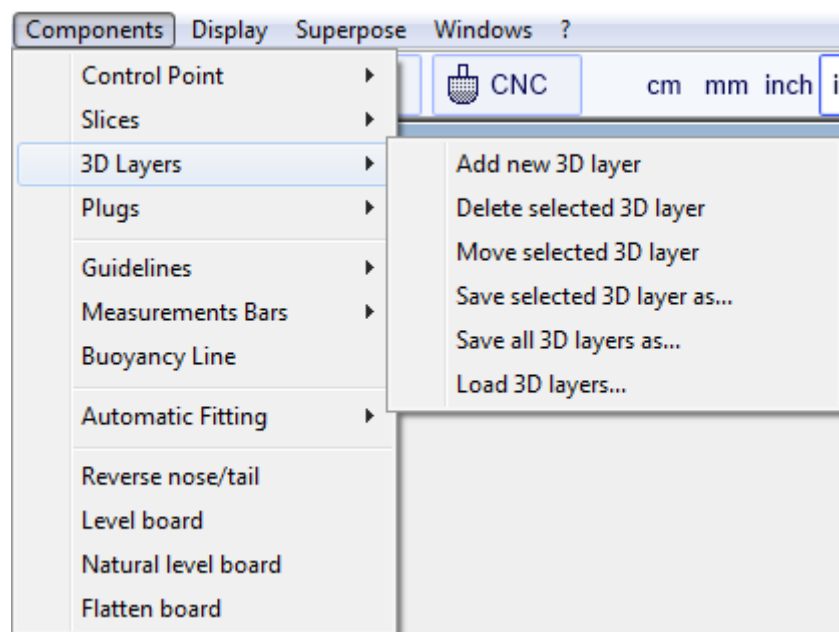 Components Display Superpose Windows ?
CNC cm mm inch
Control Point
Slices
3D Layers
Plugs
Guidelines
Measurements Bars
Buoyancy Line
Automatic Fitting
Reverse nose/tail
Level board
Natural level board
Flatten board
Add new 3D layer
Delete selected 3D layer
Move selected 3D layer
Save selected 3D layer as...
Save all 3D layers as...
Load 3D layers...